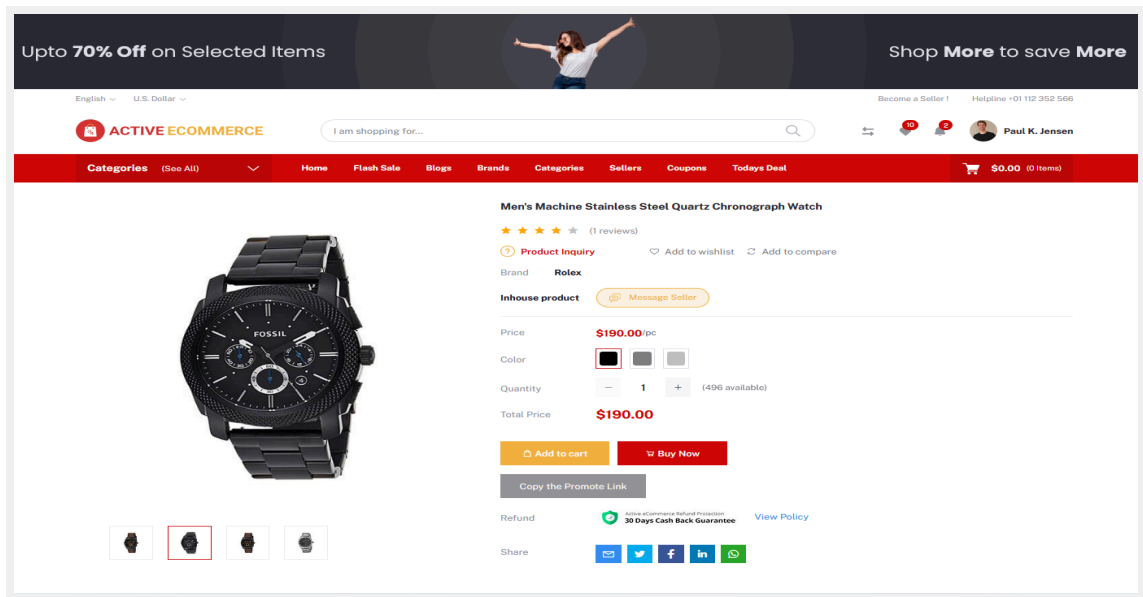 Upto 70% Off on Selected Items
Shop More to save More
English
U.S. Dollar
Become a Seller !
Helpline +01 112 352 566
ACTIVE ECOMMERCE
I am shopping for...
10
2
Paul K. Jensen
Categories (See All)
Home
Flash Sale
Blogs
Brands
Categories
Sellers
Coupons
Todays Deal
$0.00 (0 Items)
Men's Machine Stainless Steel Quartz Chronograph Watch
(1 reviews)
? Product Inquiry
Add to wishlist
Add to compare
Brand Rolex
Inhouse product
Message Seller
FOSSIL
Price $190.00/pc
Color
Quantity − 1 + (496 available)
Total Price $190.00
Add to cart
Buy Now
Copy the Promote Link
Refund
Active eCommerce Refund Protection
30 Days Cash Back Guarantee
View Policy
Share